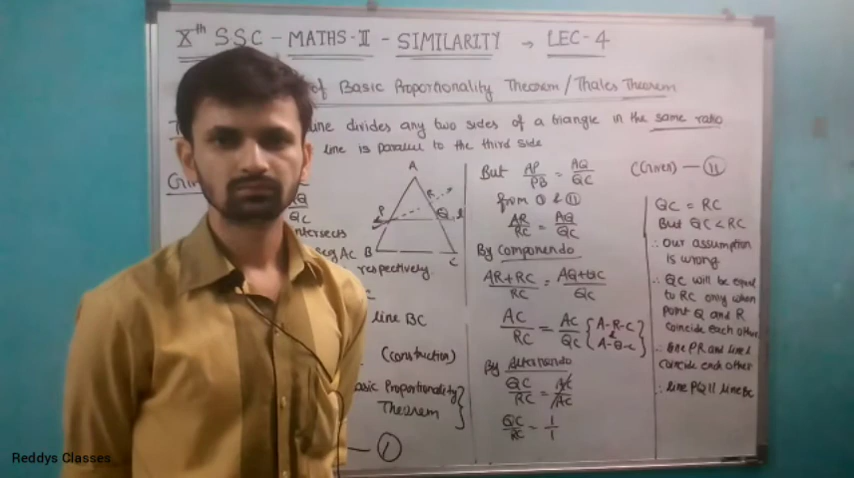 Xth SSC - MATHS-II - SIMILARITY → LEC-4
of Basic Proportionality Theorem / Thales Theorem
line divides any two sides of a triangle in the same ratio
line is parallel to the third side
Given
AQ
QC
intersects
seg AC
respectively.
line BC
(construction)
Basic Proportionality
Theorem
— I
A
P
R
Q
l
B
C
But AP/PB = AQ/QC (Given) — II
from I & II
AR/RC = AQ/QC
By Componendo
AR+RC/RC = AQ+QC/QC
AC/RC = AC/QC { A-R-C & A-Q-C }
By Alternendo
QC/RC = AC/AC
QC/RC = 1/1
QC = RC
But QC < RC
∴ Our assumption
is wrong
∴ QC will be equal
to RC only when
point Q and R
coincide each other
∴ line PR and line l
coincide each other
∴ line PQ || line BC
Reddys Classes